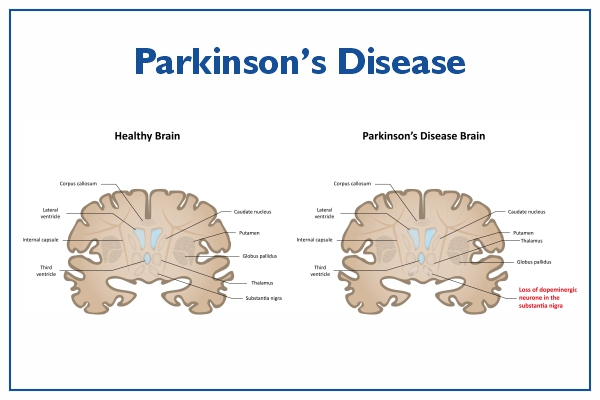 Parkinson's Disease
Healthy Brain
Corpus callosum
Lateral
ventricle
Internal capsule
Third
ventricle
Caudate nucleus
Putamen
Globus pallidus
Thalamus
Substantia nigra
Parkinson's Disease Brain
Corpus callosum
Lateral
ventricle
Internal capsule
Third
ventricle
Caudate nucleus
Putamen
Thalamus
Globus pallidus
Loss of dopeminergic
neurone in the
substantia nigra